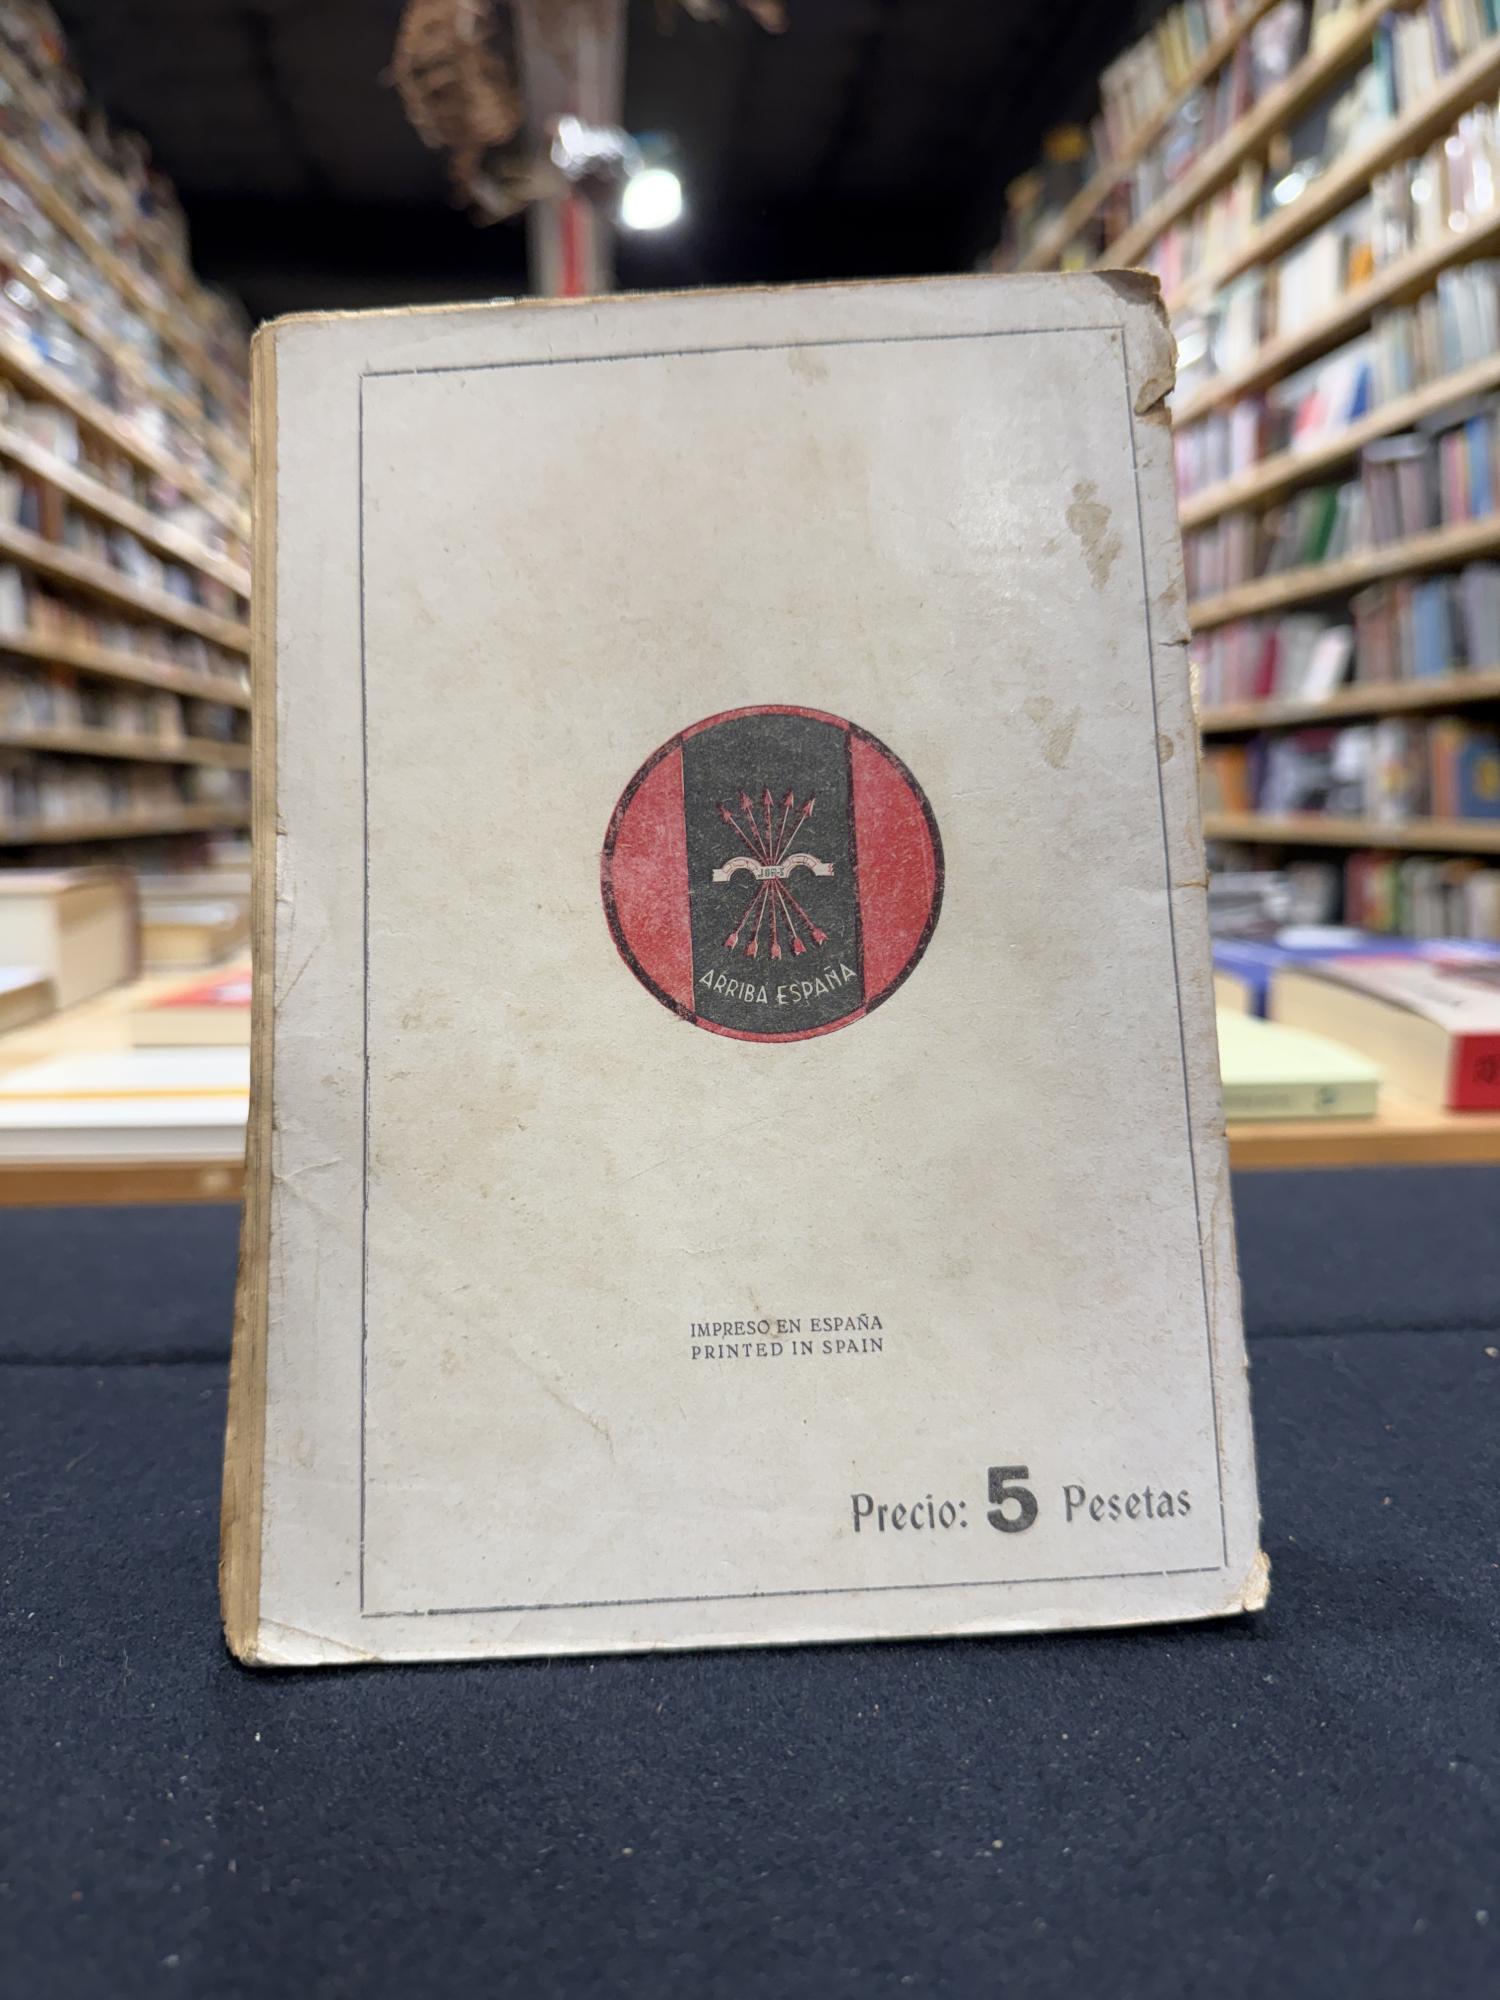 ARRIBA ESPAÑA
IMPRESO EN ESPAÑA
PRINTED IN SPAIN
Precio: 5 Pesetas